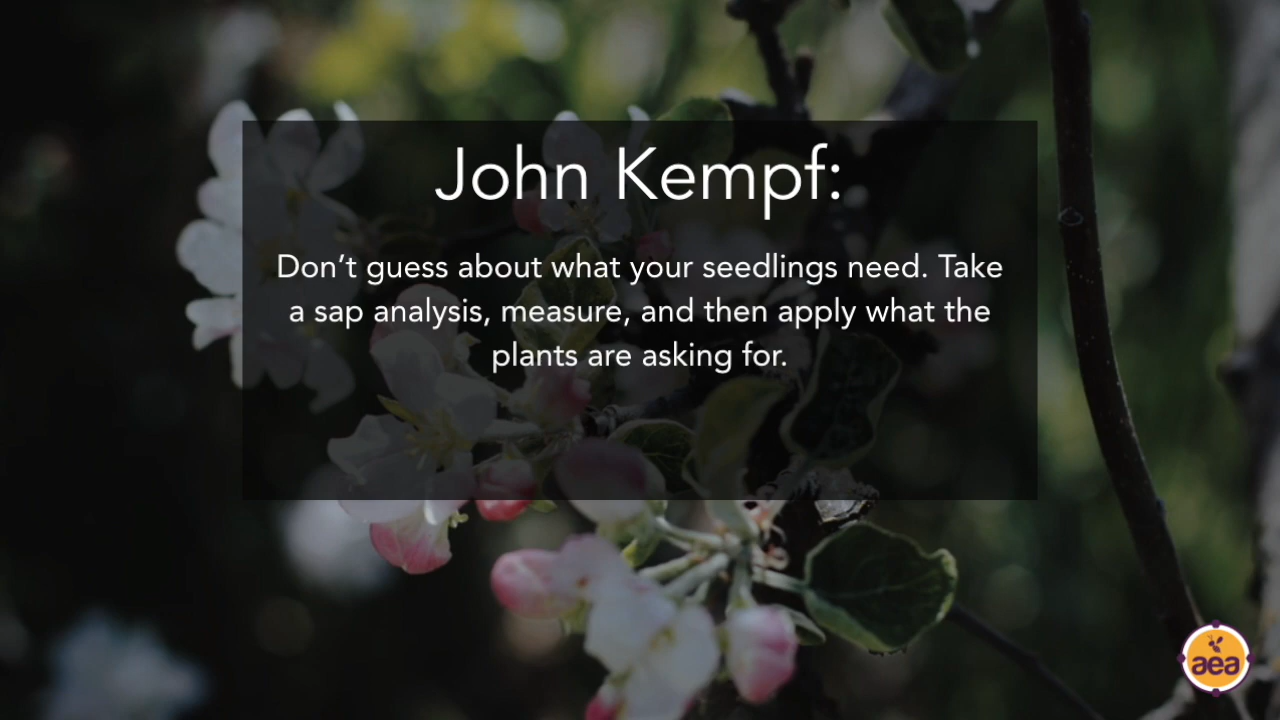 John Kempf:
Don’t guess about what your seedlings need. Take
a sap analysis, measure, and then apply what the
plants are asking for.
aea